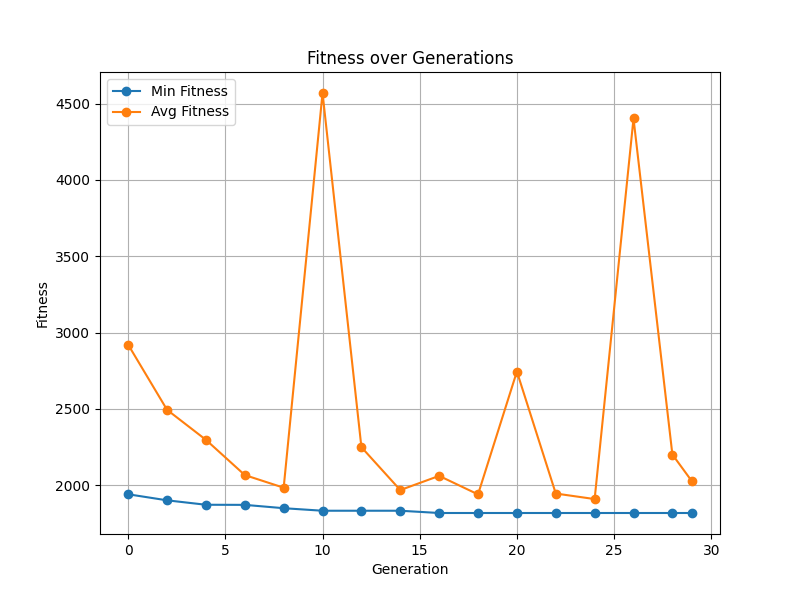 Fitness over Generations
Min Fitness
Avg Fitness
4500
4000
3500
3000
2500
2000
Fitness
0 5 10 15 20 25 30
Generation